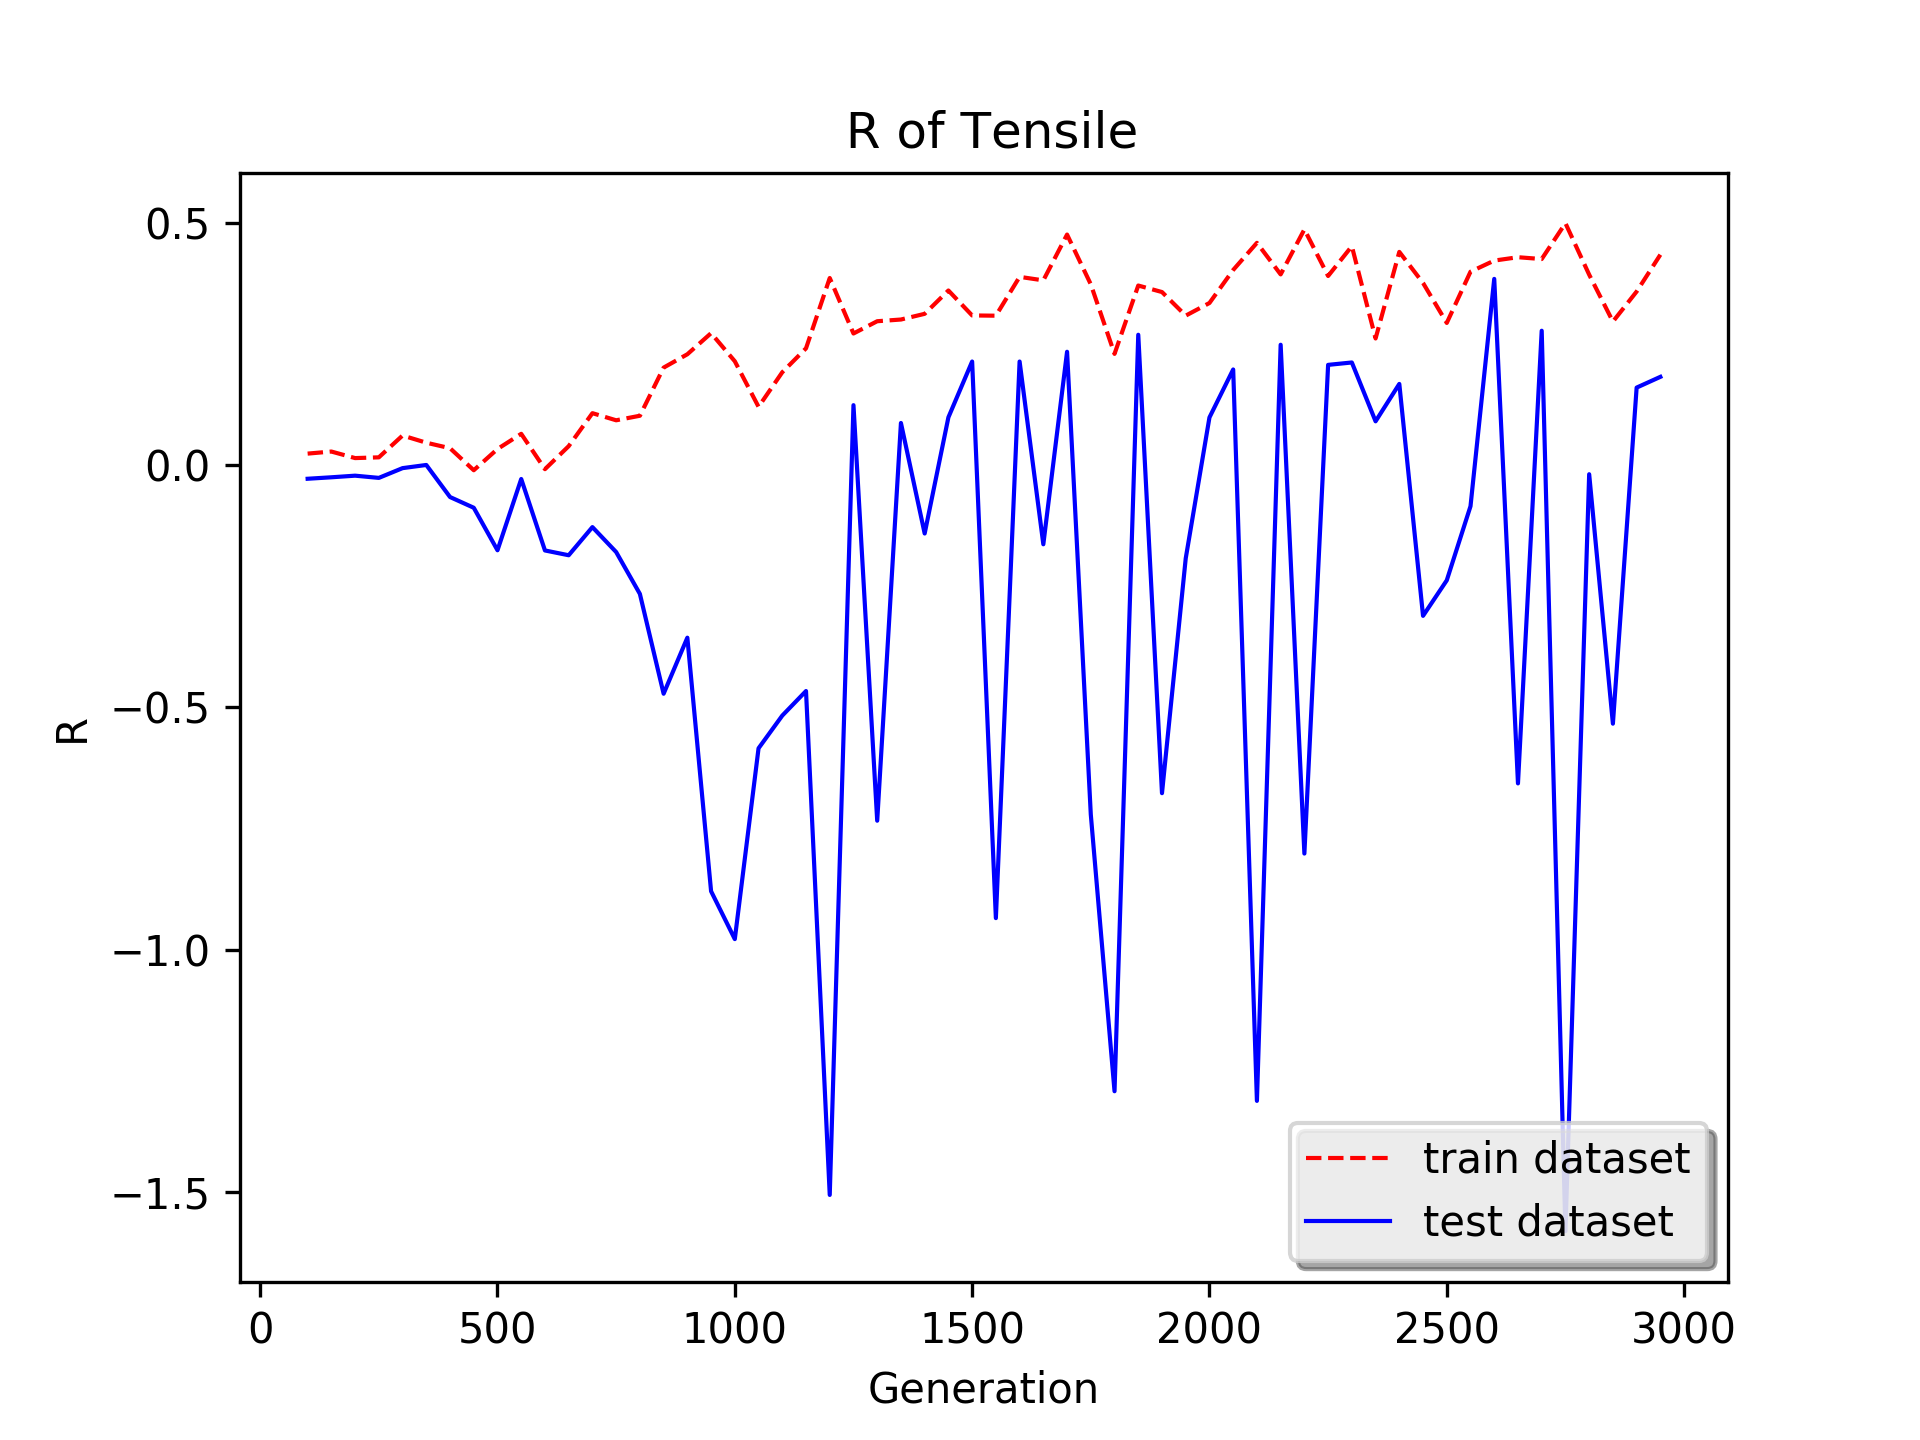 R of Tensile
0.5
0.0
−0.5
−1.0
−1.5
R
train dataset
test dataset
0 500 1000 1500 2000 2500 3000
Generation